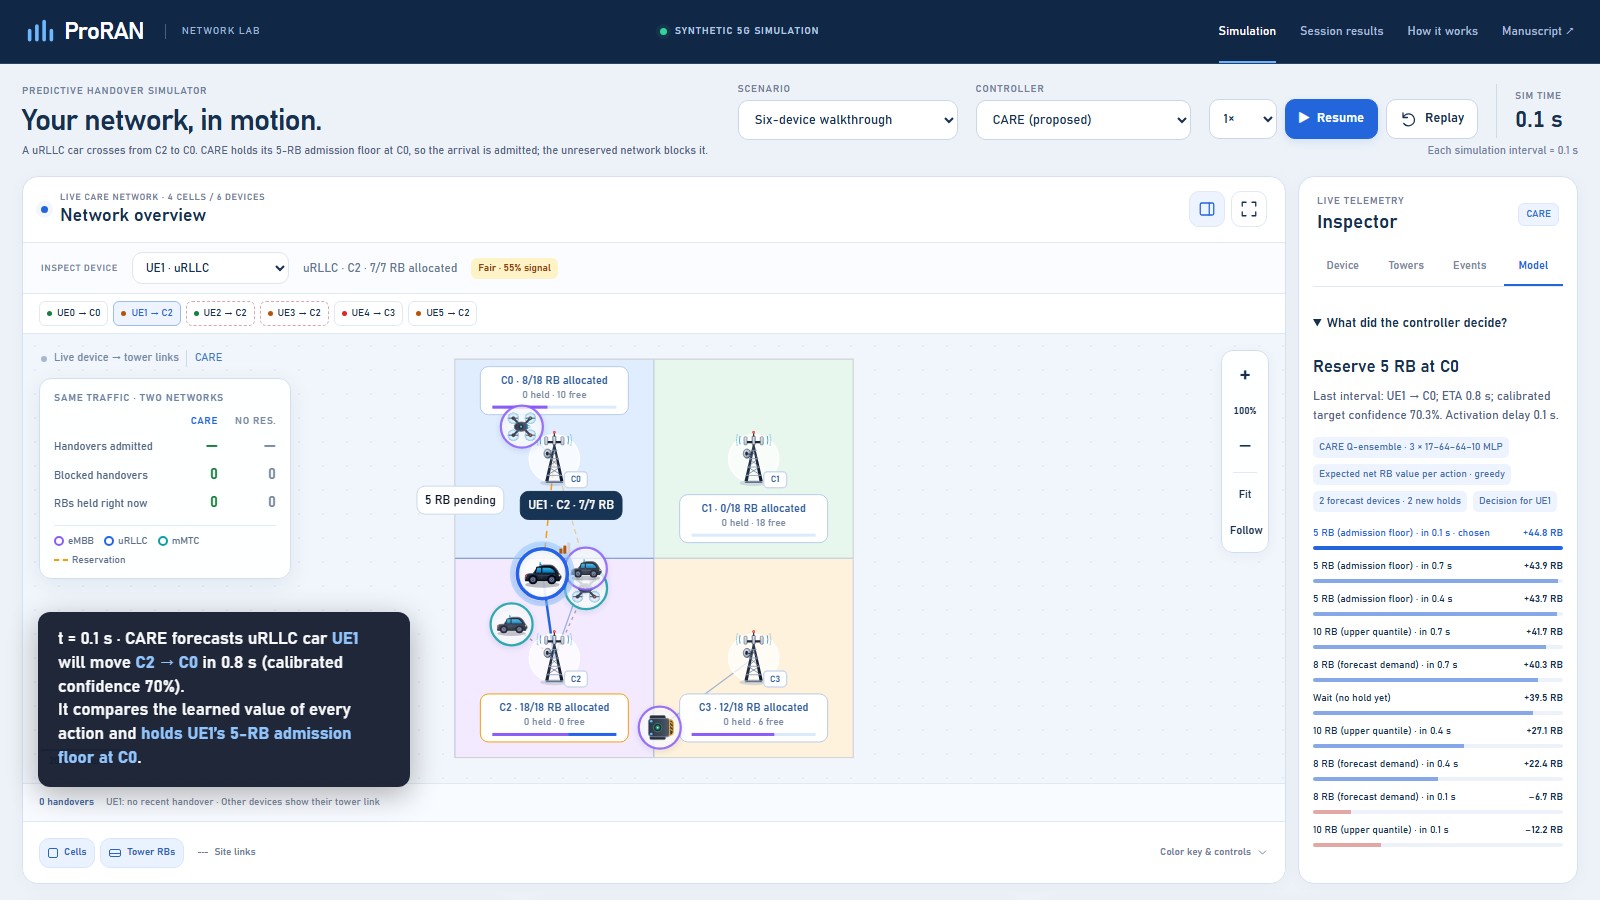 ProRAN
NETWORK LAB
SYNTHETIC 5G SIMULATION
Simulation
Session results
How it works
Manuscript ↗
PREDICTIVE HANDOVER SIMULATOR
Your network, in motion.
A uRLLC car crosses from C2 to C0. CARE holds its 5-RB admission floor at C0, so the arrival is admitted; the unreserved network blocks it.
SCENARIO
Six-device walkthrough
CONTROLLER
CARE (proposed)
1×
Resume
Replay
SIM TIME
0.1 s
Each simulation interval = 0.1 s
LIVE CARE NETWORK · 4 CELLS / 6 DEVICES
Network overview
INSPECT DEVICE
UE1 · uRLLC
uRLLC · C2 · 7/7 RB allocated
Fair · 55% signal
UE0 → C0
UE1 → C2
UE2 → C2
UE3 → C2
UE4 → C3
UE5 → C2
Live device → tower links
CARE
SAME TRAFFIC · TWO NETWORKS
CARE NO RES.
Handovers admitted — —
Blocked handovers 0 0
RBs held right now 0 0
eMBB uRLLC mMTC
Reservation
C0 · 8/18 RB allocated
0 held · 10 free
C0
5 RB pending
UE1 · C2 · 7/7 RB
C1
C1 · 0/18 RB allocated
0 held · 18 free
C2
C2 · 18/18 RB allocated
0 held · 0 free
C3
C3 · 12/18 RB allocated
0 held · 6 free
+
100%
−
Fit
Follow
t = 0.1 s · CARE forecasts uRLLC car UE1
will move C2 → C0 in 0.8 s (calibrated
confidence 70%).
It compares the learned value of every
action and holds UE1's 5-RB admission
floor at C0.
0 handovers
UE1: no recent handover · Other devices show their tower link
Cells
Tower RBs
Site links
Color key & controls
LIVE TELEMETRY
Inspector
CARE
Device
Towers
Events
Model
▼ What did the controller decide?
Reserve 5 RB at C0
Last interval: UE1 → C0; ETA 0.8 s; calibrated
target confidence 70.3%. Activation delay 0.1 s.
CARE Q-ensemble · 3 × 17–64–64–10 MLP
Expected net RB value per action · greedy
2 forecast devices · 2 new holds
Decision for UE1
5 RB (admission floor) · in 0.1 s · chosen +44.8 RB
5 RB (admission floor) · in 0.7 s +43.9 RB
5 RB (admission floor) · in 0.4 s +43.7 RB
10 RB (upper quantile) · in 0.7 s +41.7 RB
8 RB (forecast demand) · in 0.7 s +40.3 RB
Wait (no hold yet) +39.5 RB
10 RB (upper quantile) · in 0.4 s +27.1 RB
8 RB (forecast demand) · in 0.4 s +22.4 RB
8 RB (forecast demand) · in 0.1 s −6.7 RB
10 RB (upper quantile) · in 0.1 s −12.2 RB